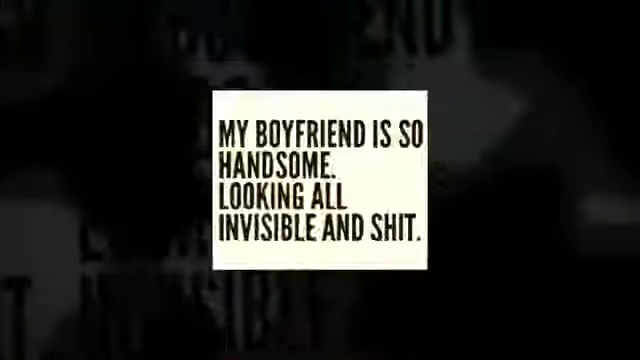 MY BOYFRIEND IS SO
HANDSOME.
LOOKING ALL
INVISIBLE AND SHIT.